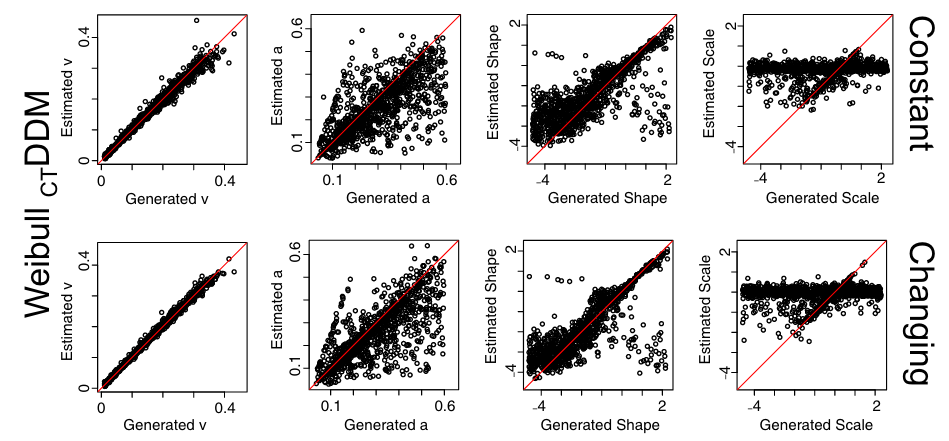 Weibull CTDDM
Constant
Changing
0.4
0
Estimated v
0
0.4
Generated v
0.6
0.1
Estimated a
0.1
0.6
Generated a
2
-4
Estimated Shape
-4
2
Generated Shape
2
-4
Estimated Scale
-4
2
Generated Scale
0.4
0
Estimated v
0
0.4
Generated v
0.6
0.1
Estimated a
0.1
0.6
Generated a
2
-4
Estimated Shape
-4
2
Generated Shape
2
-4
Estimated Scale
-4
2
Generated Scale